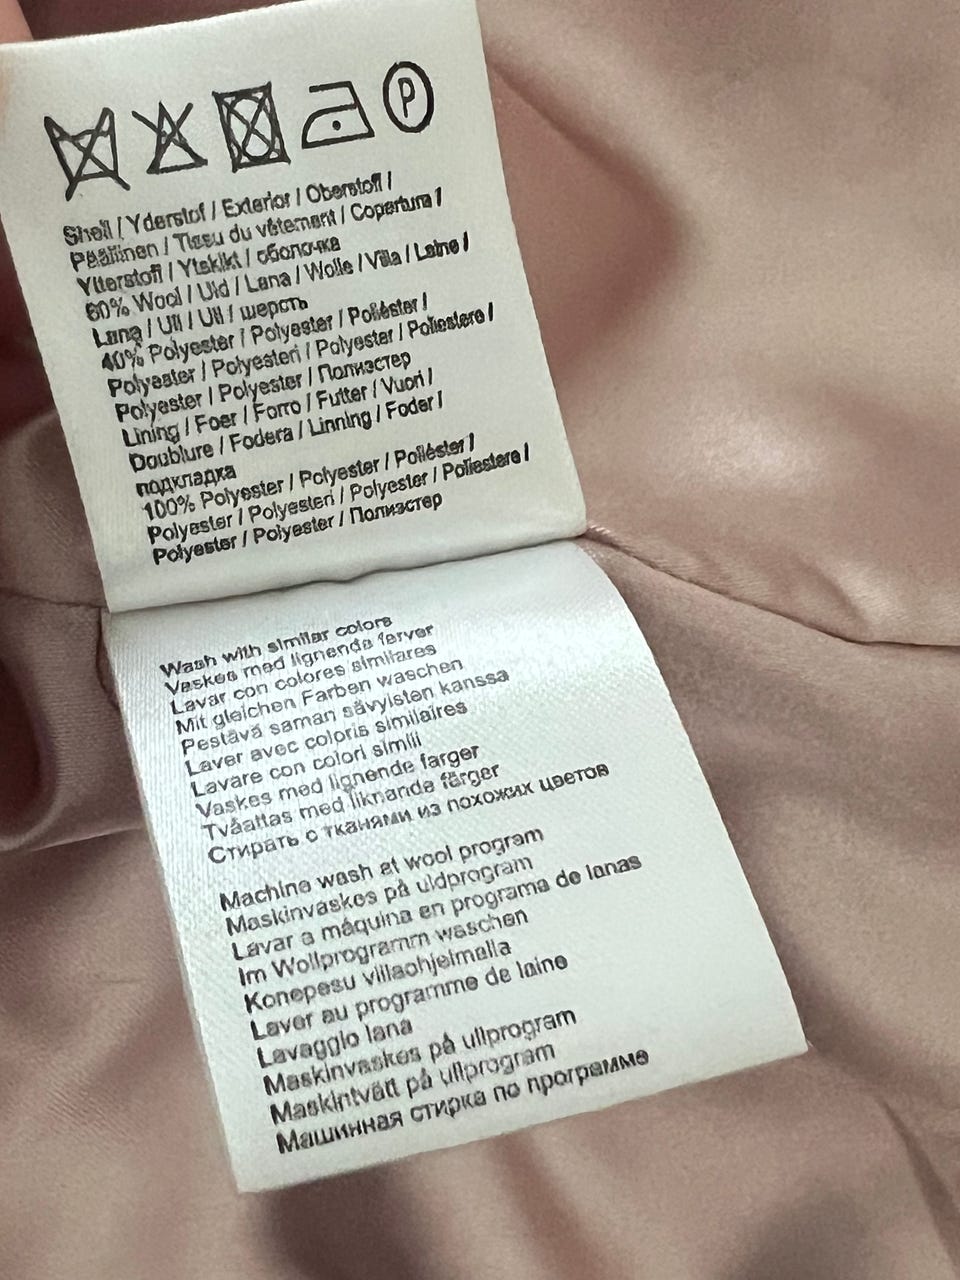 P
Shell / Yderstof / Exterior / Oberstoff /
Päällinen / Tissu du vêtement / Copertura /
Ytterstoff / Ytskikt / оболочка
60% Wool / Uld / Lana / Wolle / Villa / Laine /
Lana / Ull / Ull / шерсть
40% Polyester / Polyester / Poliéster /
Polyester / Polyesteri / Polyester / Poliestere /
Polyester / Polyester / Полиэстер
Lining / Foer / Forro / Futter / Vuori /
Doublure / Fodera / Linning / Foder /
подкладка
100% Polyester / Polyester / Poliéster /
Polyester / Polyesteri / Polyester / Poliestere /
Polyester / Polyester / Полиэстер
Wash with similar colors
Vaskes med lignende farver
Lavar con colores similares
Mit gleichen Farben waschen
Pestävä saman sävyisten kanssa
Laver avec coloris similaires
Lavare con colori simili
Vaskes med lignende farger
Tvåattas med liknande färger
Стирать с тканями из похожих цветов
Machine wash at wool program
Maskinvaskes på uldprogram
Lavar a máquina en programa de lanas
Im Wollprogramm waschen
Konepesu villaohjelmalla
Laver au programme de laine
Lavaggio lana
Maskinvaskes på ullprogram
Maskintvätt på ullprogram
Машинная стирка по программе